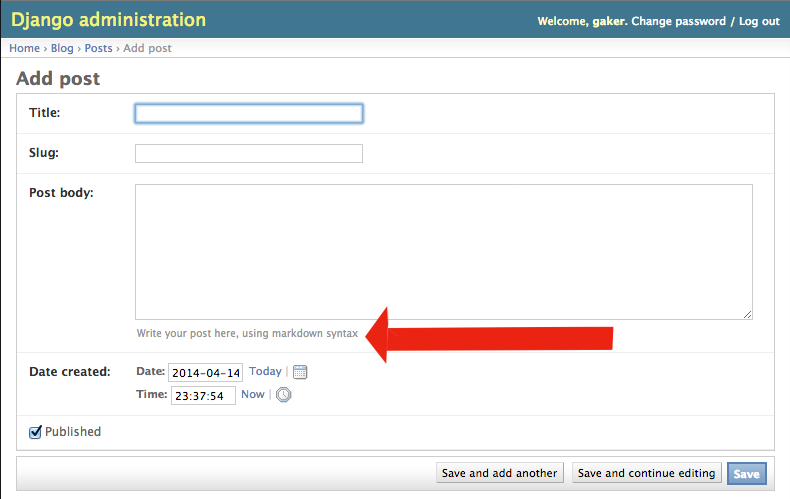 Django administration
Welcome, gaker. Change password / Log out
Home › Blog › Posts › Add post
Add post
Title:
Slug:
Post body:
Write your post here, using markdown syntax
Date created:
Date: 2014-04-14 Today |
Time: 23:37:54 Now |
Published
Save and add another
Save and continue editing
Save